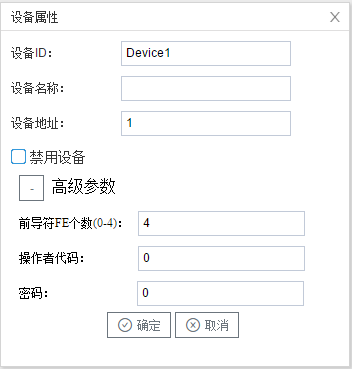 设备属性
设备ID： Device1
设备名称：
设备地址： 1
禁用设备
- 高级参数
前导符FE个数(0-4)： 4
操作者代码： 0
密码： 0
确定 取消